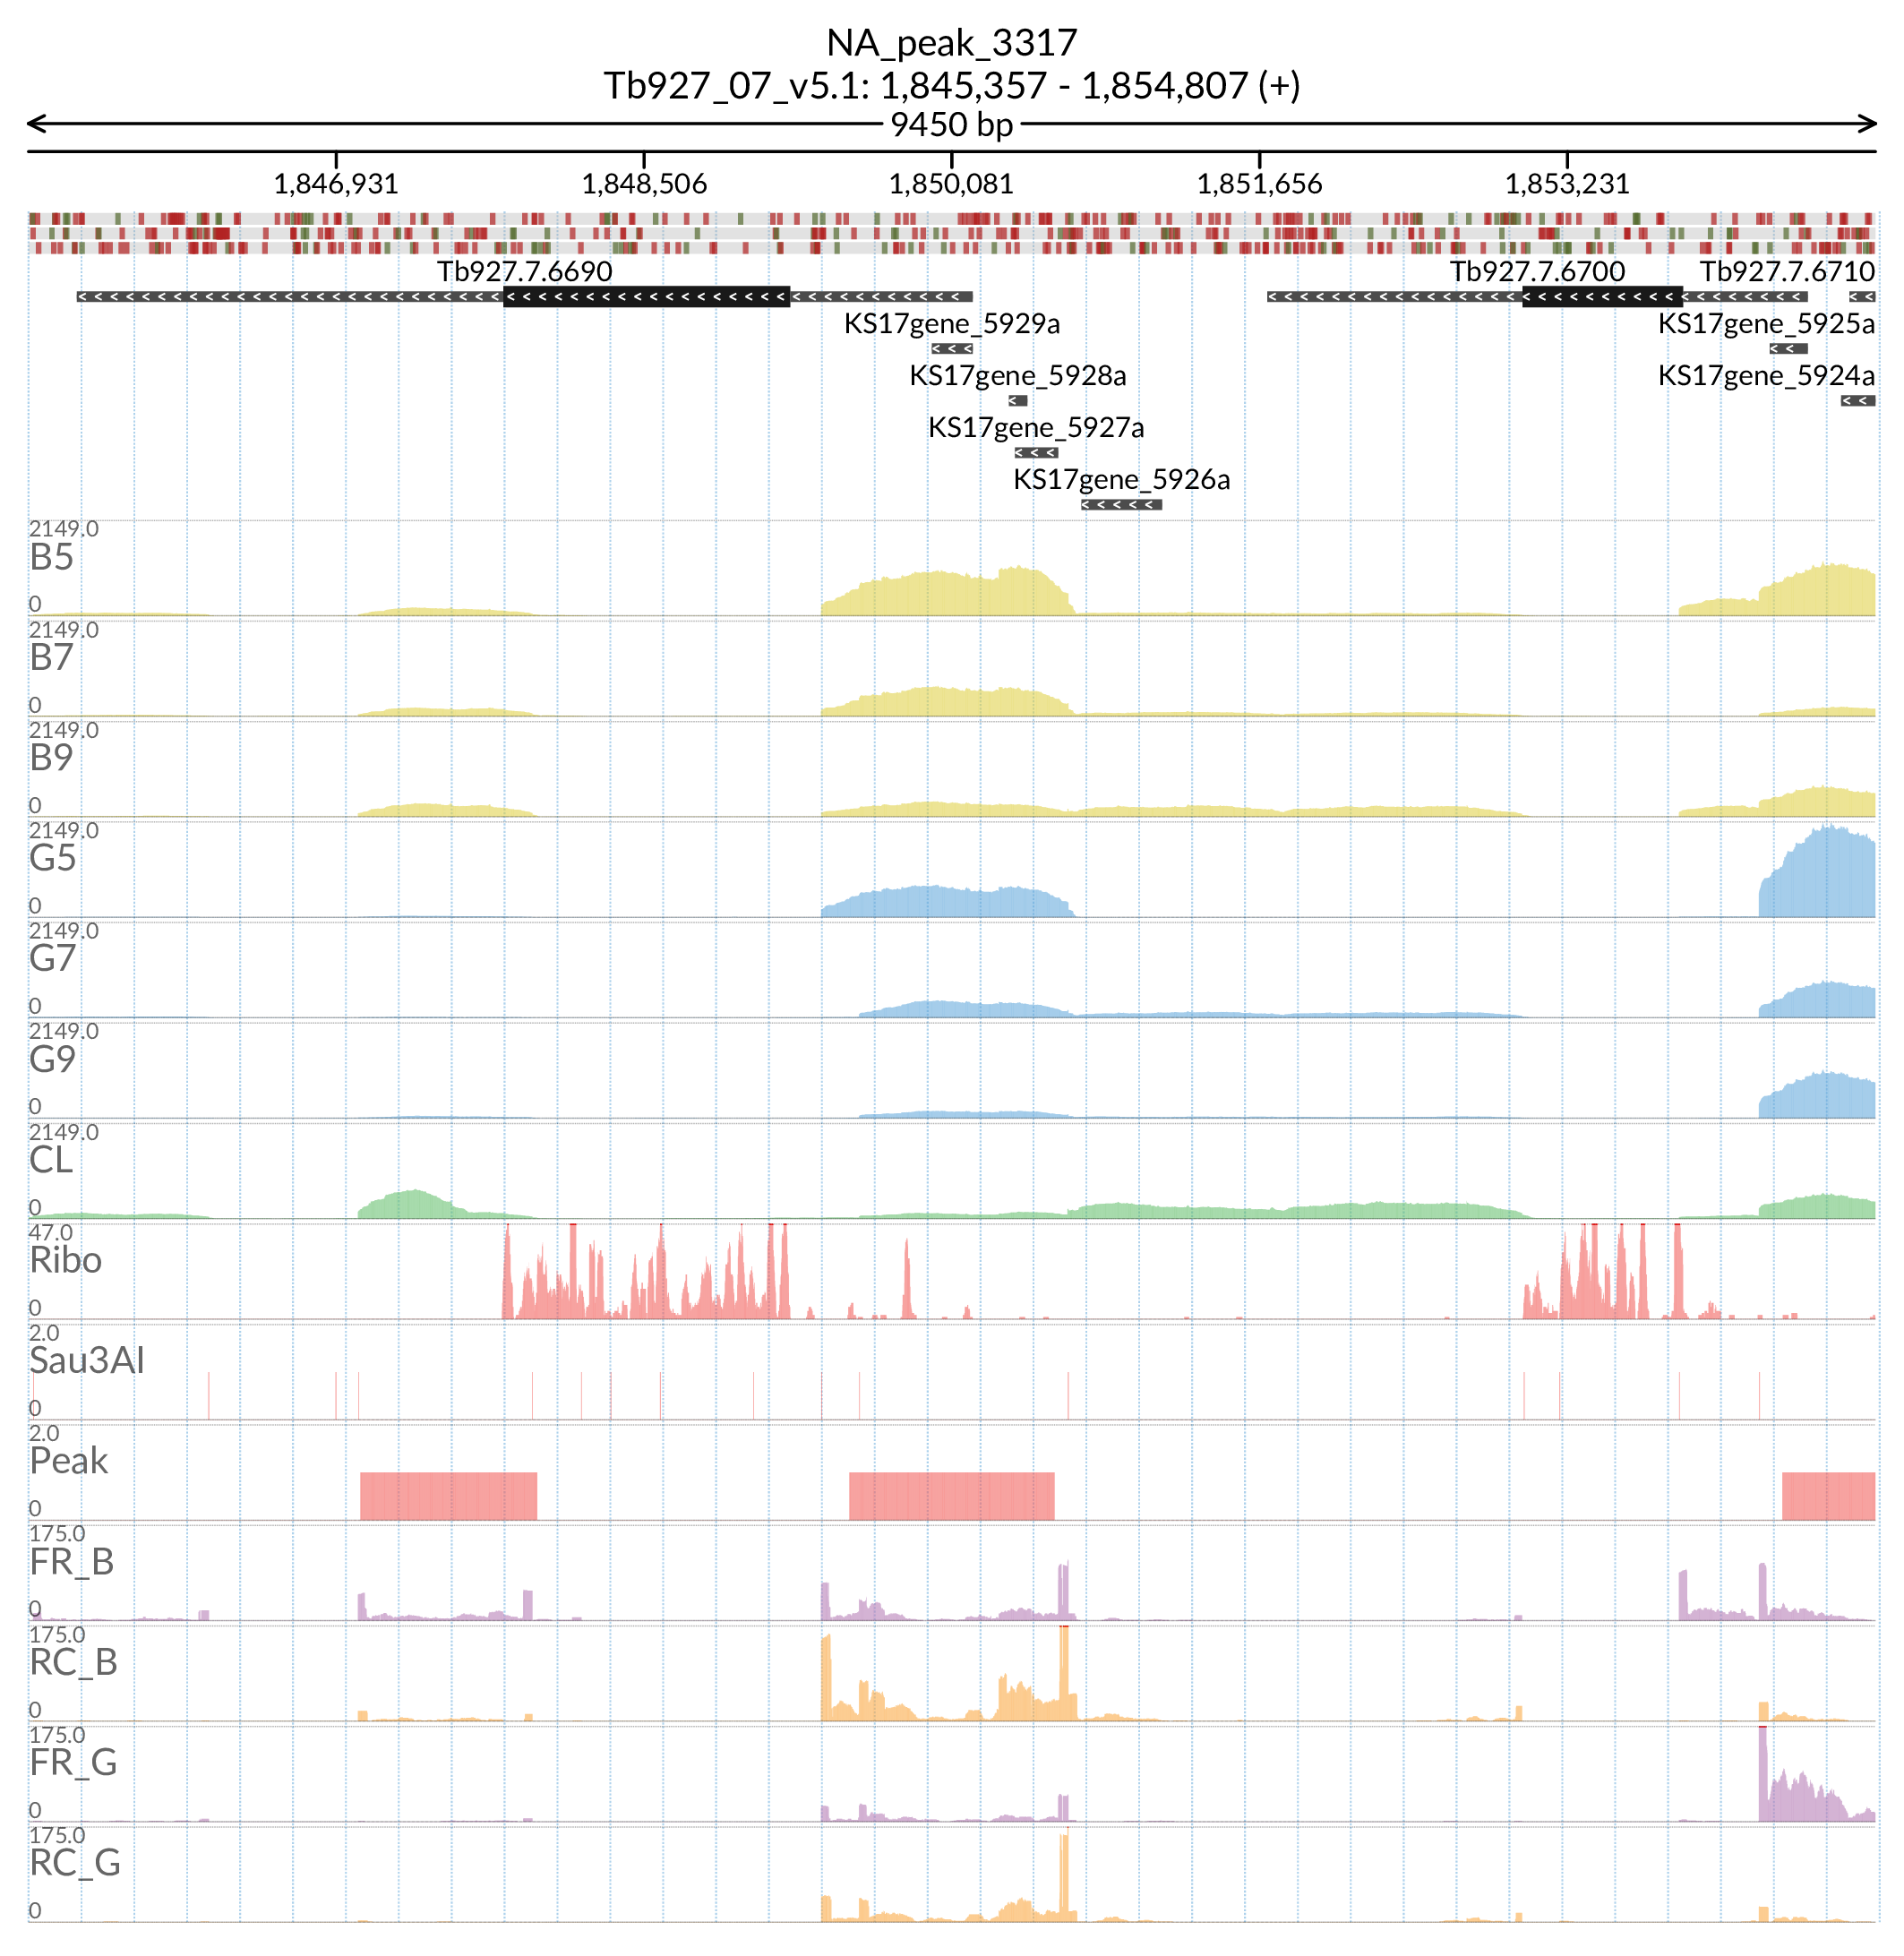 NA_peak_3317
Tb927_07_v5.1: 1,845,357 - 1,854,807 (+)
9450 bp
1,846,931 1,848,506 1,850,081 1,851,656 1,853,231
Tb927.7.6690 Tb927.7.6700 Tb927.7.6710
KS17gene_5929a KS17gene_5925a
KS17gene_5928a KS17gene_5924a
KS17gene_5927a
KS17gene_5926a
2149.0
B5
0
2149.0
B7
0
2149.0
B9
0
2149.0
G5
0
2149.0
G7
0
2149.0
G9
0
2149.0
CL
0
47.0
Ribo
0
2.0
Sau3AI
0
2.0
Peak
0
175.0
FR_B
0
175.0
RC_B
0
175.0
FR_G
0
175.0
RC_G
0